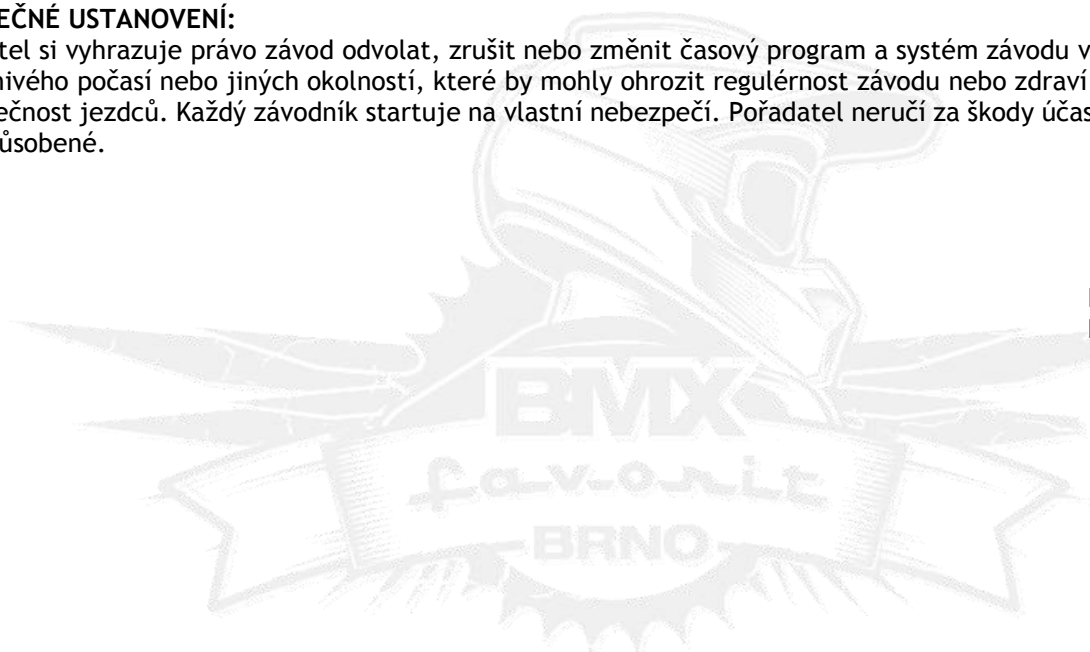 EČNÉ USTANOVENÍ:
tel si vyhrazuje právo závod odvolat, zrušit nebo změnit časový program a systém závodu v
nivého počasí nebo jiných okolností, které by mohly ohrozit regulérnost závodu nebo zdraví
ečnost jezdců. Každý závodník startuje na vlastní nebezpečí. Pořadatel neručí za škody účas
ůsobené.
BMX
favorit
BRNO